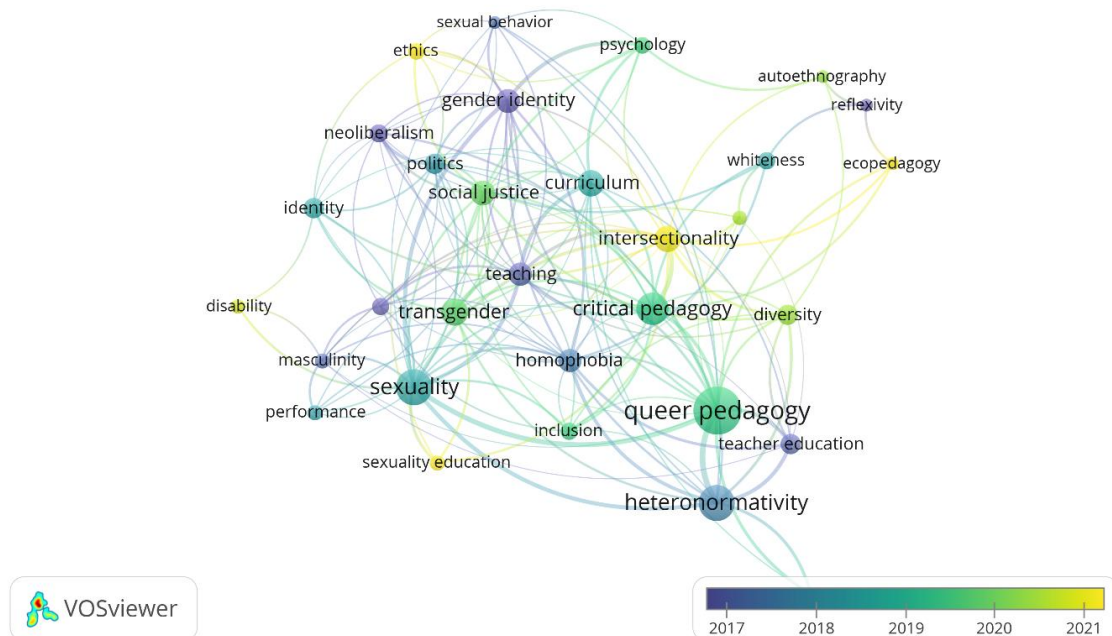 sexual behavior
ethics
psychology
autoethnography
gender identity
reflexivity
neoliberalism
politics
whiteness
ecopedagogy
curriculum
social justice
identity
intersectionality
teaching
disability
transgender
critical pedagogy
diversity
masculinity
homophobia
sexuality
performance
queer pedagogy
inclusion
teacher education
sexuality education
heteronormativity
VOSviewer
2017 2018 2019 2020 2021